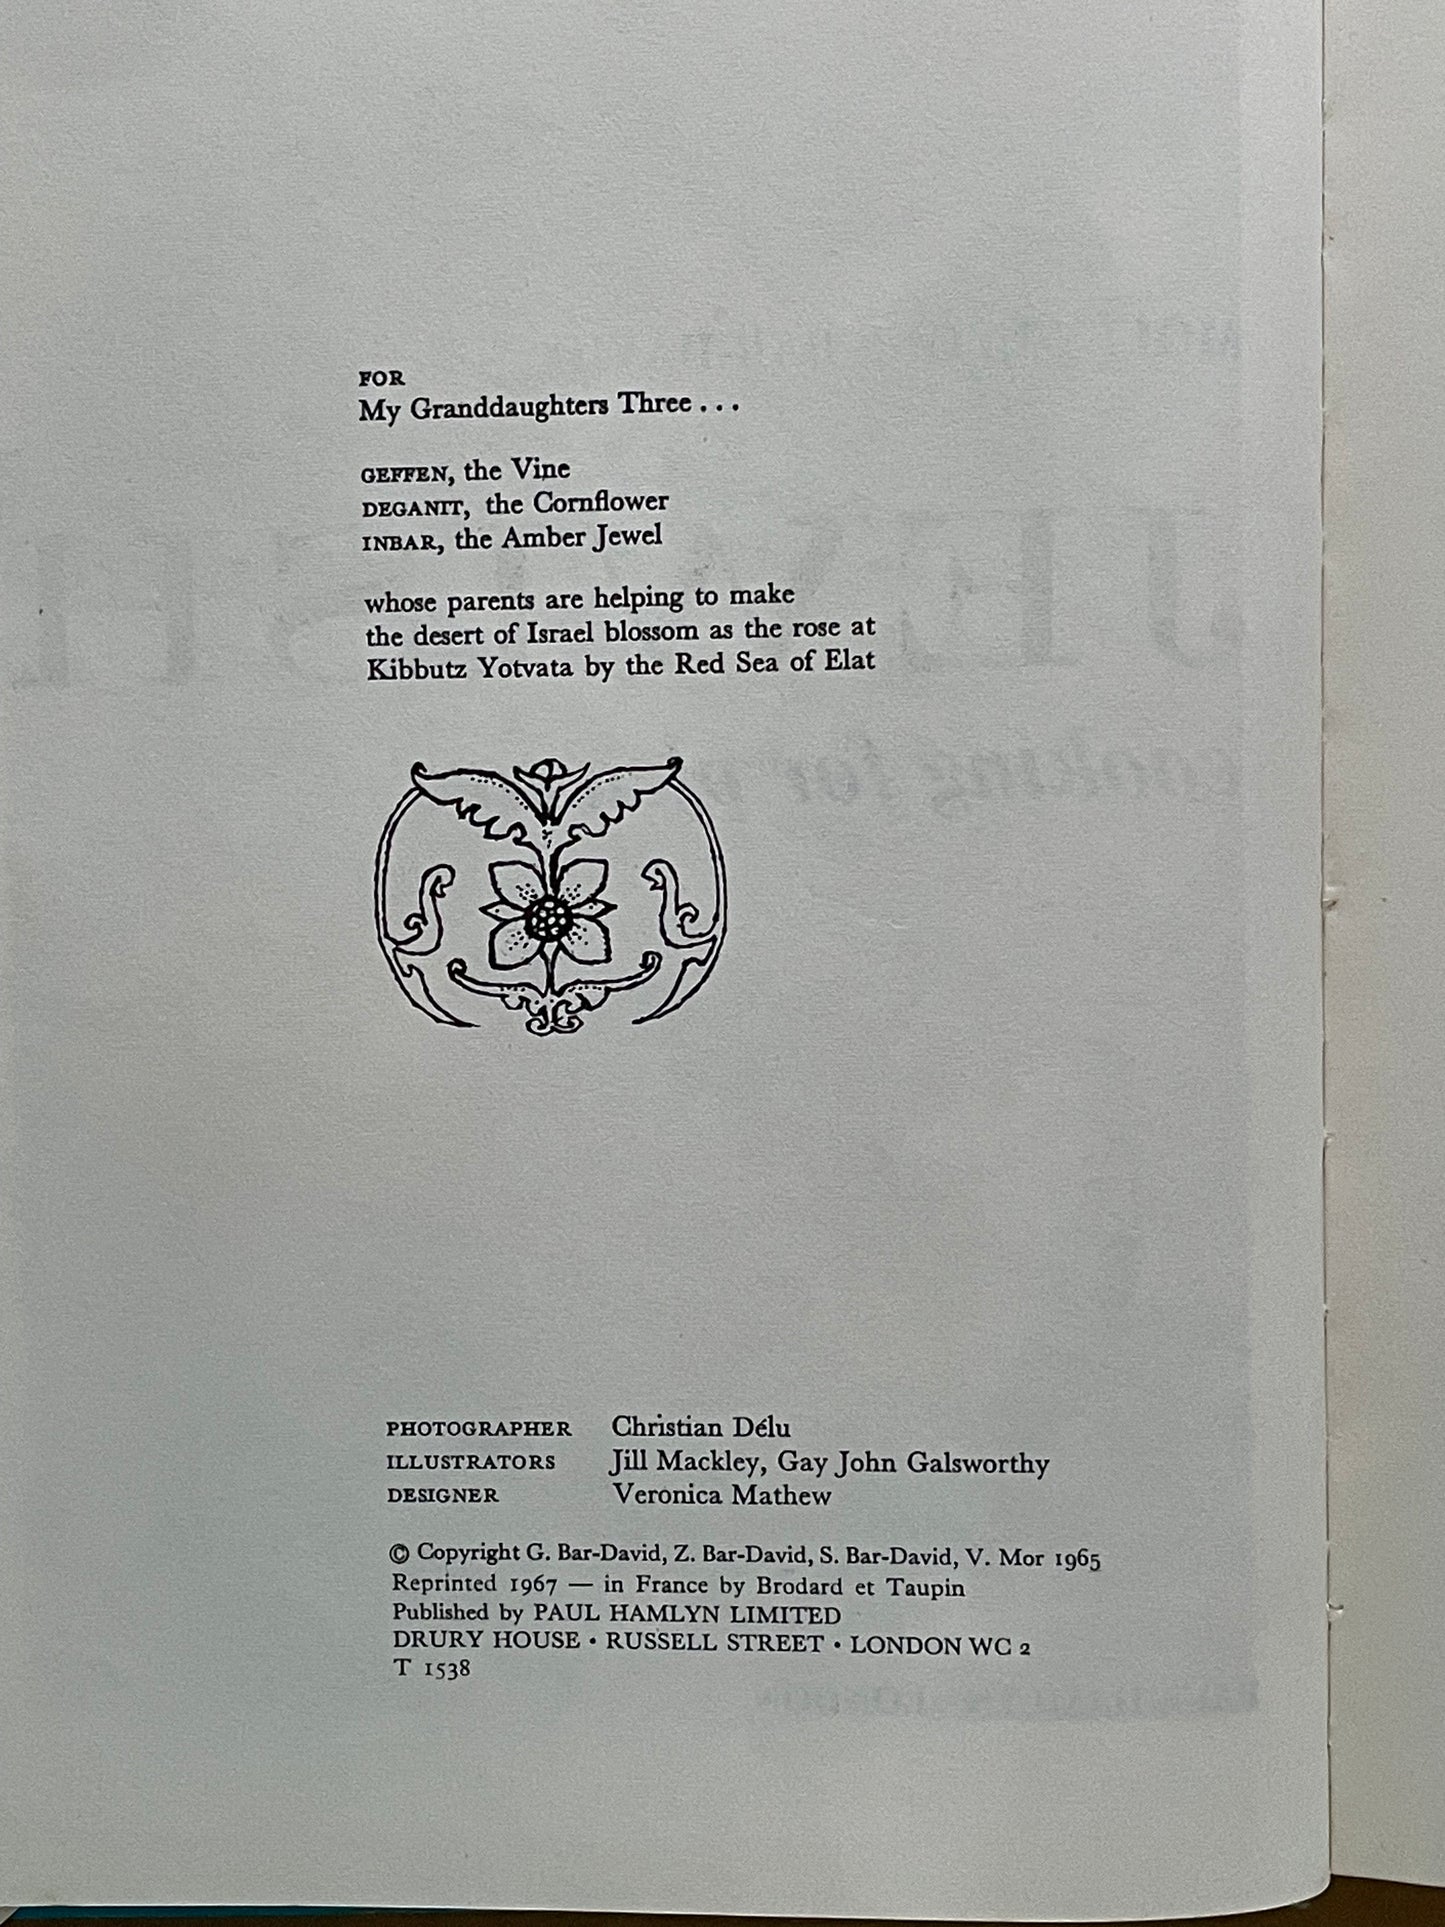 FOR
My Granddaughters Three...
GEFFEN, the Vine
DEGANIT, the Cornflower
INBAR, the Amber Jewel
whose parents are helping to make
the desert of Israel blossom as the rose at
Kibbutz Yotvata by the Red Sea of Elat
PHOTOGRAPHER Christian Délu
ILLUSTRATORS Jill Mackley, Gay John Galsworthy
DESIGNER Veronica Mathew
© Copyright G. Bar-David, Z. Bar-David, S. Bar-David, V. Mor 1965
Reprinted 1967 — in France by Brodard et Taupin
Published by PAUL HAMLYN LIMITED
DRURY HOUSE • RUSSELL STREET • LONDON WC 2
T 1538